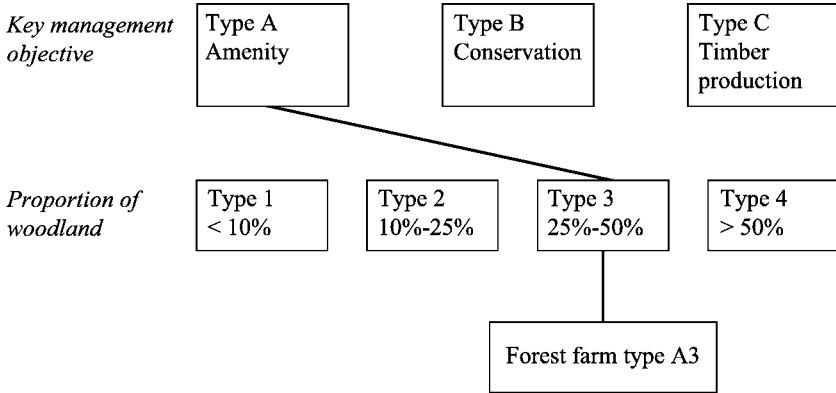 Key management
objective
Type A
Amenity
Type B
Conservation
Type C
Timber
production
Proportion of
woodland
Type 1
< 10%
Type 2
10%-25%
Type 3
25%-50%
Type 4
> 50%
Forest farm type A3